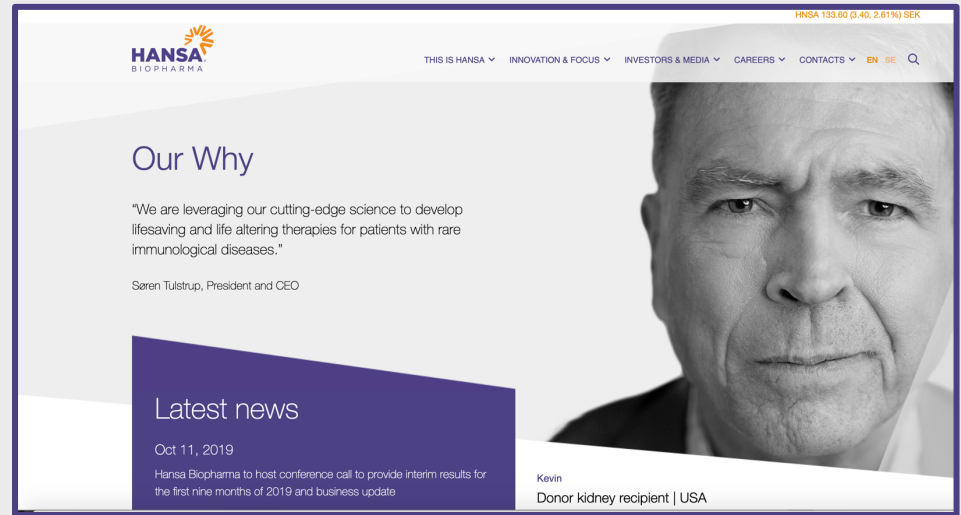 HNSA 133.60 (3.40, 2.61%) SEK
HANSA
BIOPHARMA
THIS IS HANSA INNOVATION & FOCUS INVESTORS & MEDIA CAREERS CONTACTS EN SE
Our Why
“We are leveraging our cutting-edge science to develop
lifesaving and life altering therapies for patients with rare
immunological diseases.”
Søren Tulstrup, President and CEO
Latest news
Oct 11, 2019
Hansa Biopharma to host conference call to provide interim results for
the first nine months of 2019 and business update
Kevin
Donor kidney recipient | USA